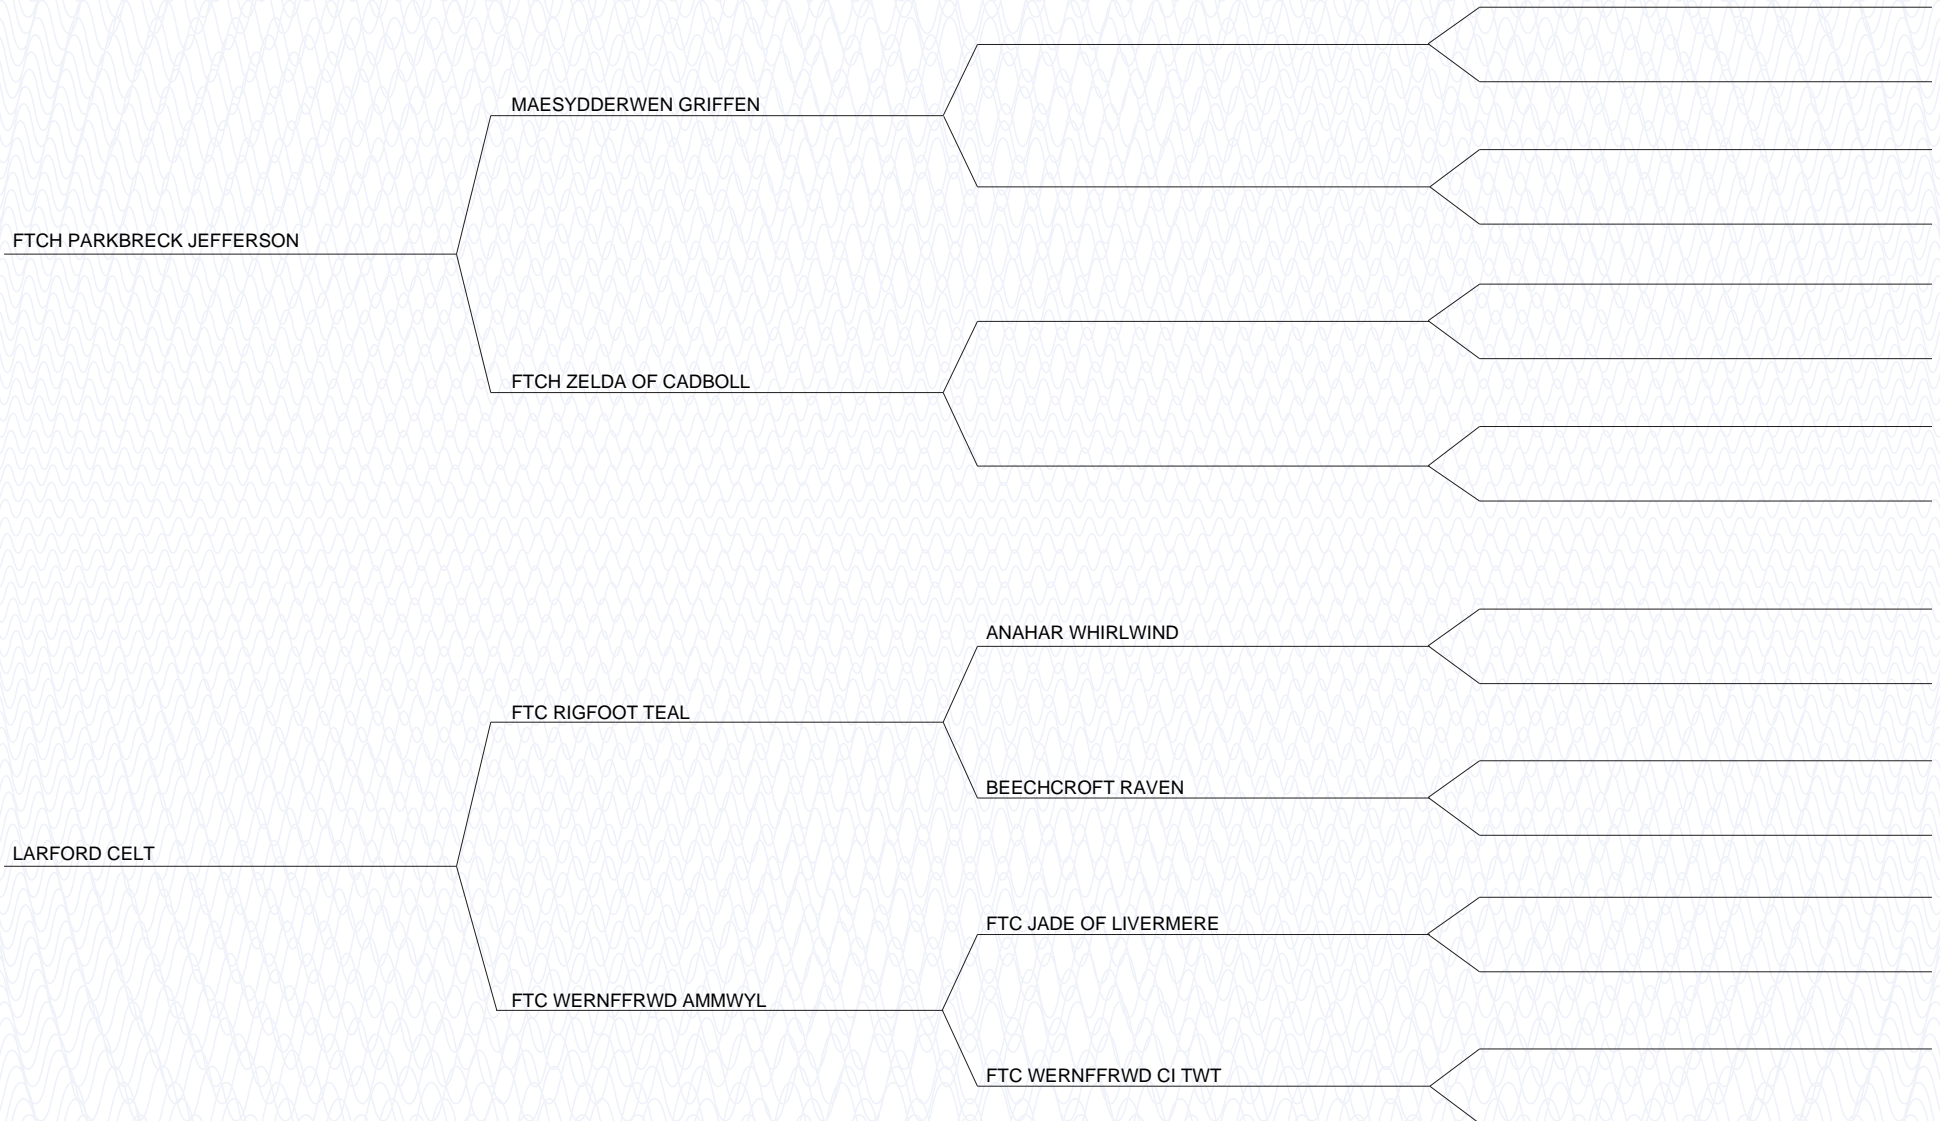 MAESYDDERWEN GRIFFEN
FTCH PARKBRECK JEFFERSON
FTCH ZELDA OF CADBOLL
ANAHAR WHIRLWIND
FTC RIGFOOT TEAL
BEECHCROFT RAVEN
LARFORD CELT
FTC JADE OF LIVERMERE
FTC WERNFFRWD AMMWYL
FTC WERNFFRWD CI TWT